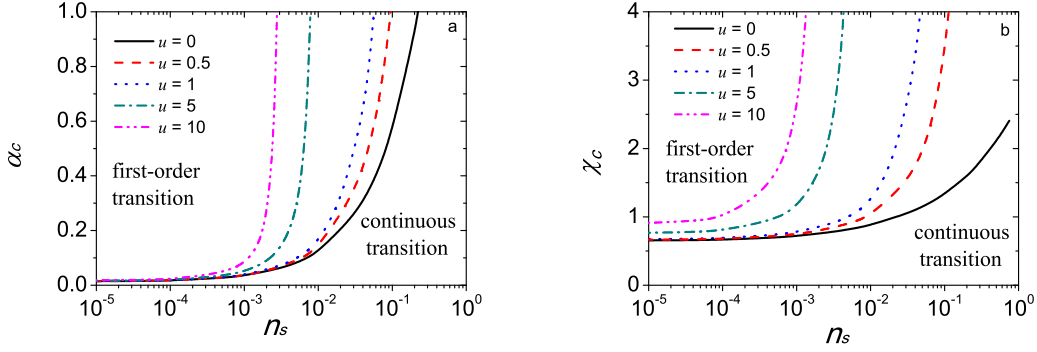 a
u = 0
u = 0.5
u = 1
u = 5
u = 10
first-order
transition
continuous
transition
1.0
0.8
0.6
0.4
0.2
0.0
αc
10⁻⁵ 10⁻⁴ 10⁻³ 10⁻² 10⁻¹ 10⁰
ns
b
u = 0
u = 0.5
u = 1
u = 5
u = 10
first-order
transition
continuous
transition
4
3
2
1
0
χc
10⁻⁵ 10⁻⁴ 10⁻³ 10⁻² 10⁻¹ 10⁰
ns